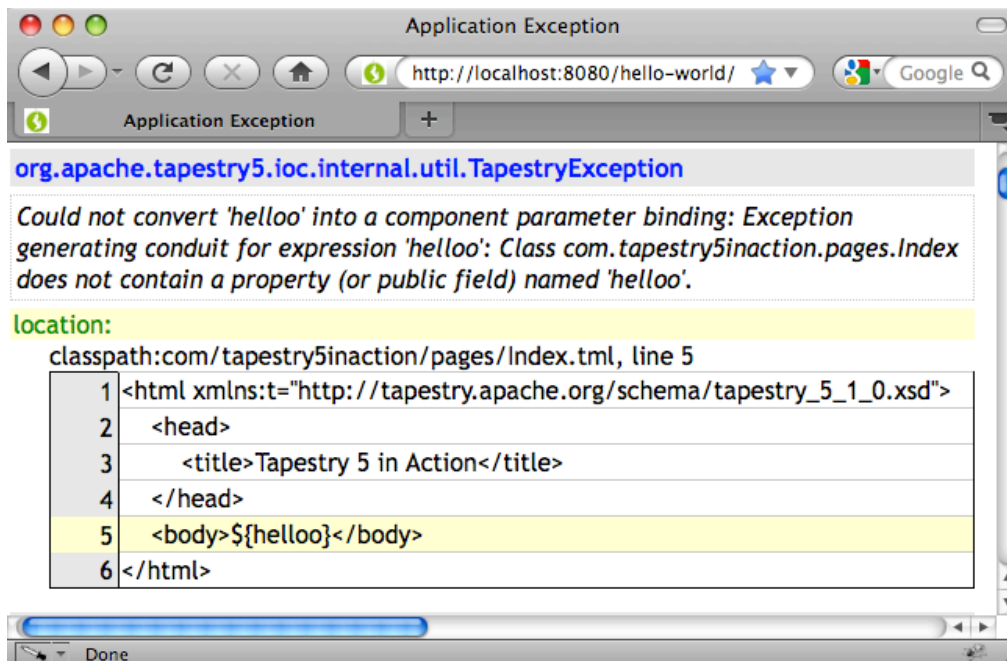 Application Exception
http://localhost:8080/hello-world/
Google
Application Exception
+
org.apache.tapestry5.ioc.internal.util.TapestryException
Could not convert 'helloo' into a component parameter binding: Exception
generating conduit for expression 'helloo': Class com.tapestry5inaction.pages.Index
does not contain a property (or public field) named 'helloo'.
location:
classpath:com/tapestry5inaction/pages/Index.tml, line 5
1 <html xmlns:t="http://tapestry.apache.org/schema/tapestry_5_1_0.xsd">
2 <head>
3 <title>Tapestry 5 in Action</title>
4 </head>
5 <body>${helloo}</body>
6 </html>
Done